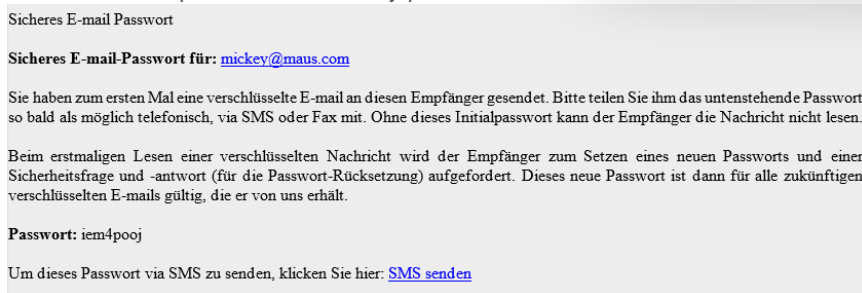 Sicheres E-mail Passwort
Sicheres E-mail-Passwort für: mickey@maus.com
Sie haben zum ersten Mal eine verschlüsselte E-mail an diesen Empfänger gesendet. Bitte teilen Sie ihm das untenstehende Passwort
so bald als möglich telefonisch, via SMS oder Fax mit. Ohne dieses Initialpasswort kann der Empfänger die Nachricht nicht lesen.
Beim erstmaligen Lesen einer verschlüsselten Nachricht wird der Empfänger zum Setzen eines neuen Passworts und einer
Sicherheitsfrage und -antwort (für die Passwort-Rücksetzung) aufgefordert. Dieses neue Passwort ist dann für alle zukünftigen
verschlüsselten E-mails gültig, die er von uns erhält.
Passwort: iem4pooj
Um dieses Passwort via SMS zu senden, klicken Sie hier: SMS senden